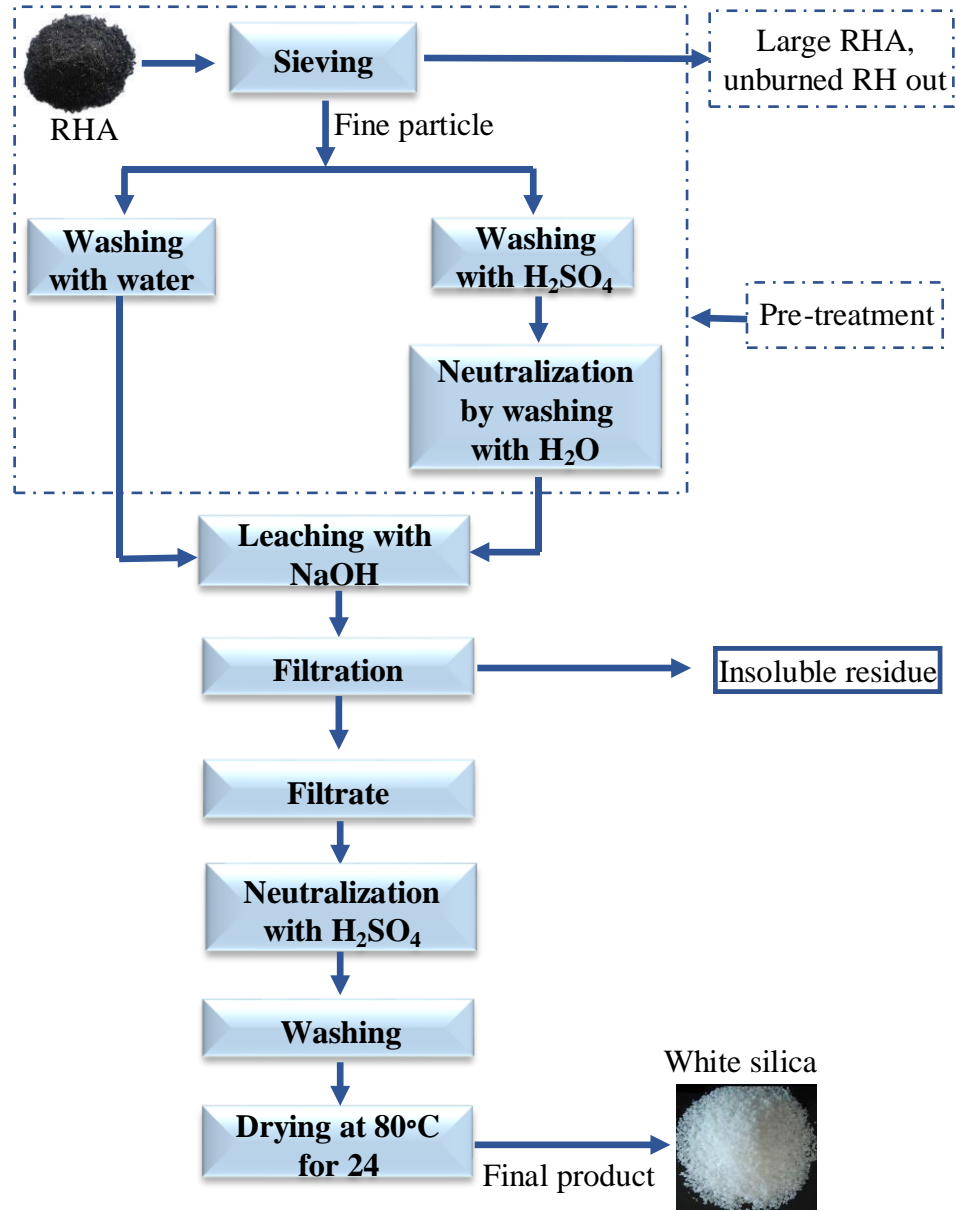 Sieving
Large RHA,
unburned RH out
RHA
Fine particle
Washing
with water
Washing
with H₂SO₄
Pre-treatment
Neutralization
by washing
with H₂O
Leaching with
NaOH
Filtration
Insoluble residue
Filtrate
Neutralization
with H₂SO₄
Washing
White silica
Drying at 80°C
for 24
Final product